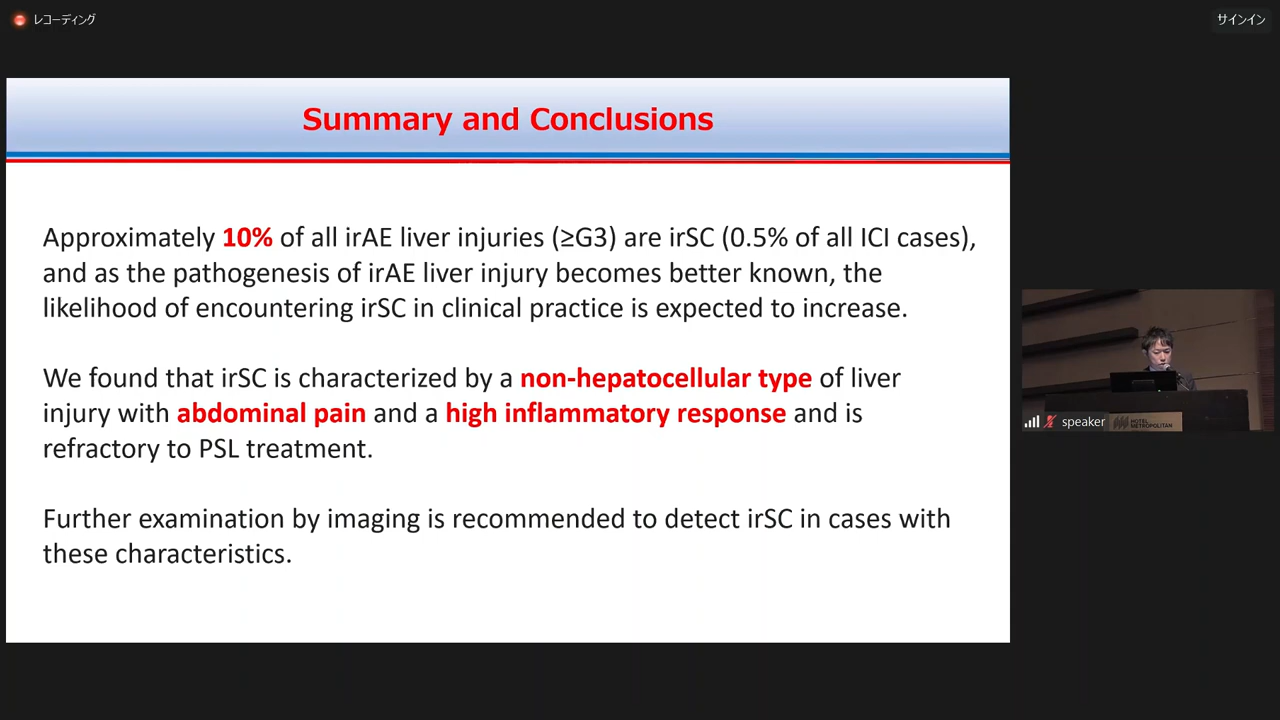 レコーディング
サインイン
Summary and Conclusions
Approximately 10% of all irAE liver injuries (≥G3) are irSC (0.5% of all ICI cases),
and as the pathogenesis of irAE liver injury becomes better known, the
likelihood of encountering irSC in clinical practice is expected to increase.
We found that irSC is characterized by a non-hepatocellular type of liver
injury with abdominal pain and a high inflammatory response and is
refractory to PSL treatment.
Further examination by imaging is recommended to detect irSC in cases with
these characteristics.
speaker
HOTEL
METROPOLITAN